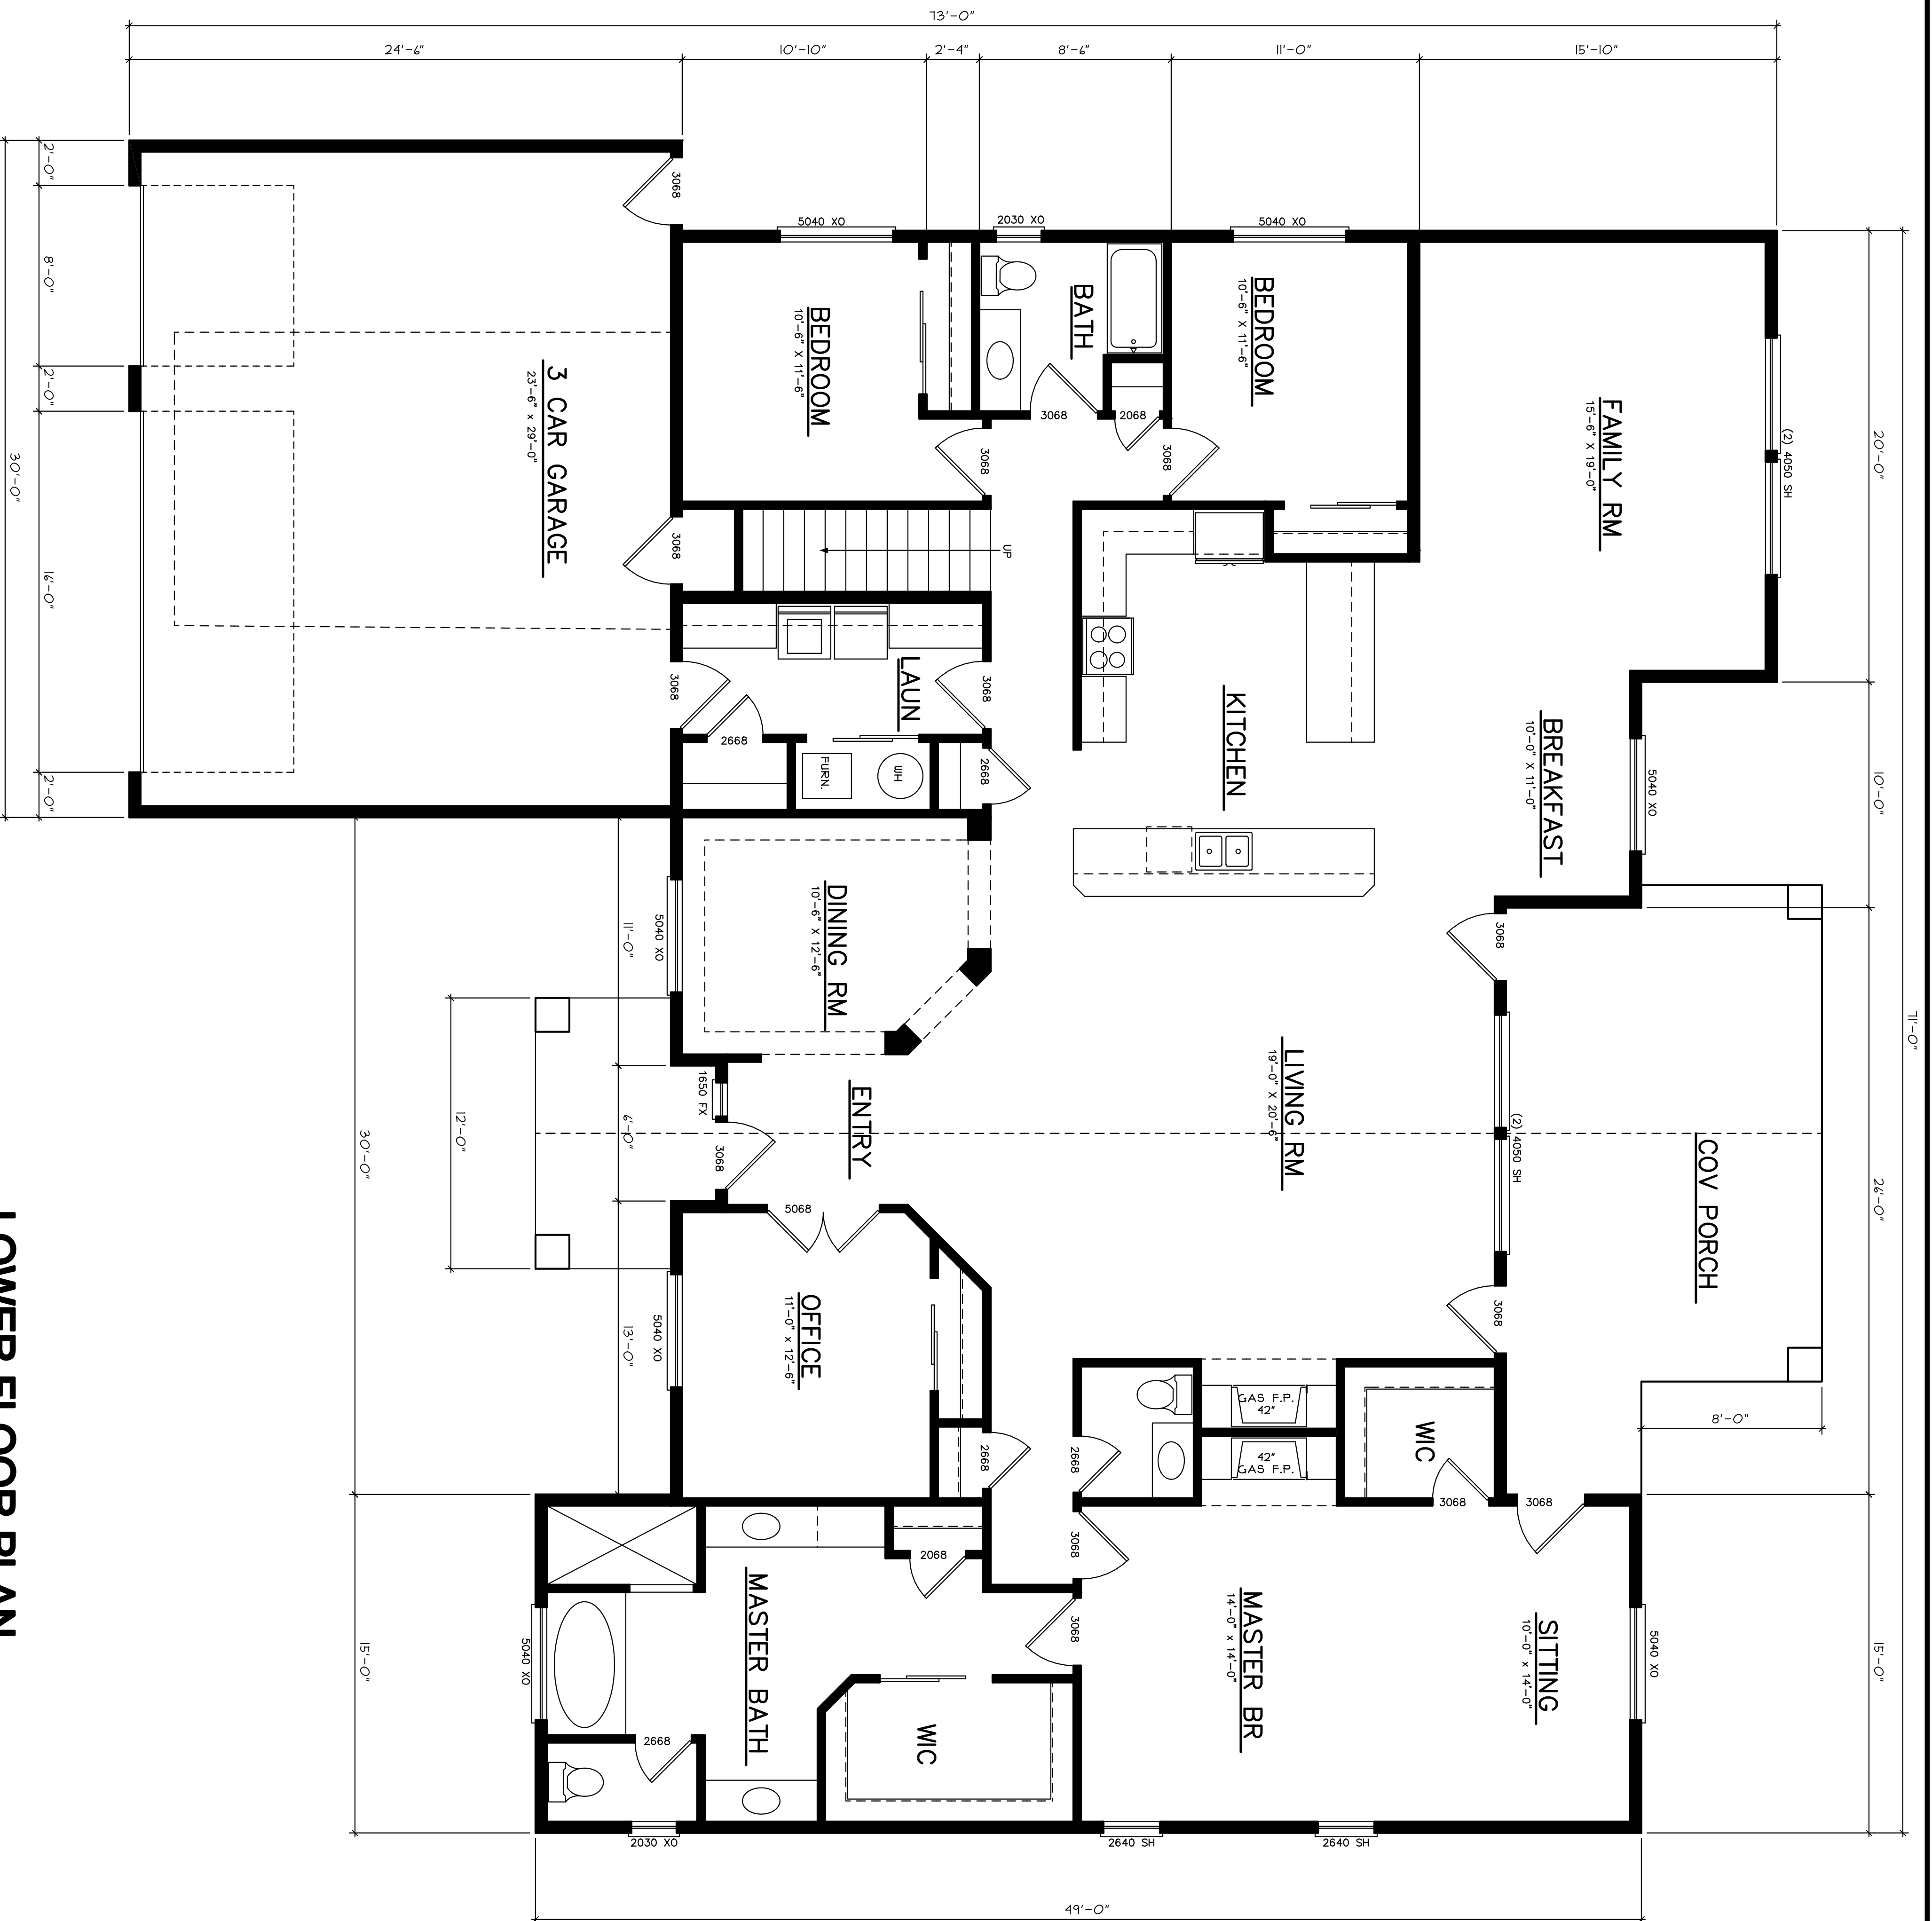 73'-0"
24'-6"
10'-10"
2'-4"
8'-6"
11'-0"
15'-10"
71'-0"
20'-0"
10'-0"
26'-0"
15'-0"
8'-0"
49'-0"
30'-0"
2'-0"
8'-0"
2'-0"
16'-0"
2'-0"
30'-0"
15'-0"
12'-0"
11'-0"
6'-0"
13'-0"
FAMILY RM
15'-6" X 19'-0"
(2) 4050 SH
BEDROOM
10'-6" X 11'-6"
5040 XO
3068
BATH
2030 XO
3068
2068
BEDROOM
10'-6" X 11'-6"
5040 XO
3068
3 CAR GARAGE
23'-6" x 29'-0"
3068
3068
3068
UP
LAUN
3068
2668
2668
FURN.
WH
KITCHEN
BREAKFAST
10'-0" X 11'-0"
5040 XO
DINING RM
10'-6" X 12'-6"
5040 XO
LIVING RM
19'-0" X 20'-6"
(2) 4050 SH
3068
3068
COV PORCH
ENTRY
1650 FX
3068
5068
OFFICE
11'-0" x 12'-6"
5040 XO
2668
2668
GAS F.P.
42"
42"
GAS F.P.
WIC
3068
3068
SITTING
10'-0" x 14'-0"
5040 XO
MASTER BR
14'-0" x 14'-0"
3068
3068
2640 SH
2640 SH
MASTER BATH
2068
5040 XO
2668
2030 XO
WIC
LOWER FLOOR PLAN